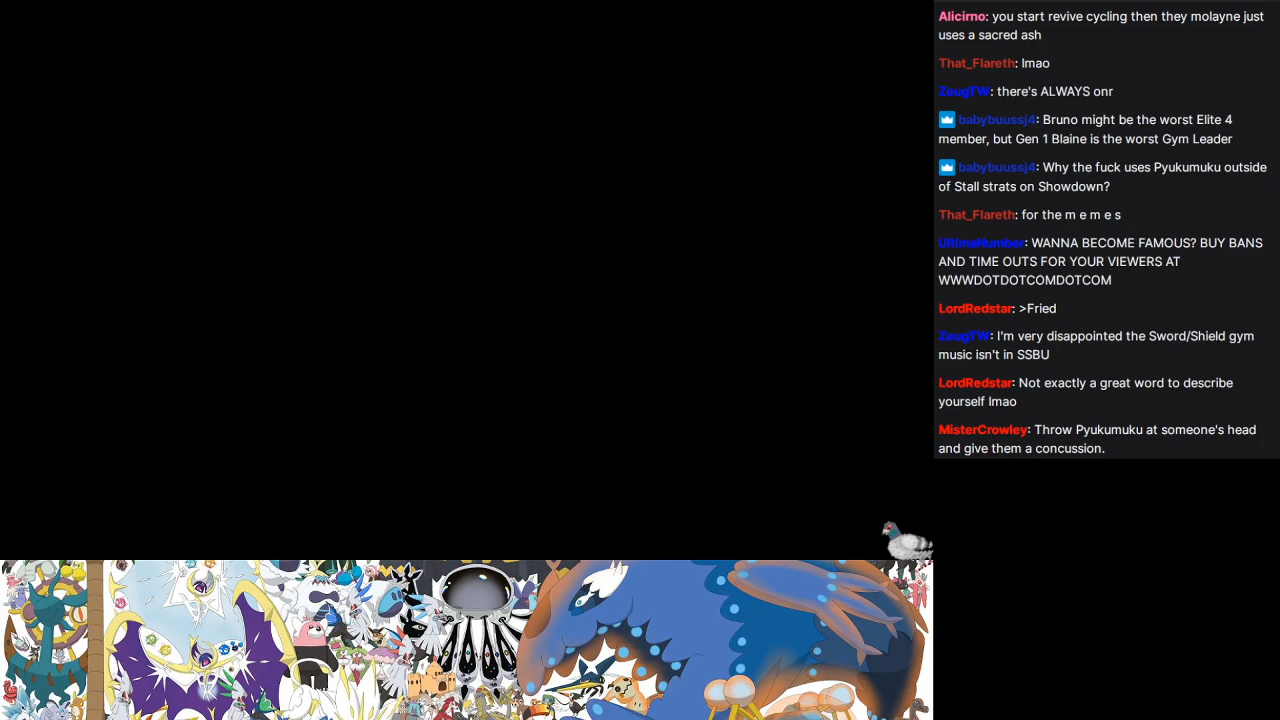 Alicirno: you start revive cycling then they molayne just
uses a sacred ash
That_Flareth: lmao
ZeugTW: there's ALWAYS onr
babybuussj4: Bruno might be the worst Elite 4
member, but Gen 1 Blaine is the worst Gym Leader
babybuussj4: Why the fuck uses Pyukumuku outside
of Stall strats on Showdown?
That_Flareth: for the m e m e s
UltimaNumber: WANNA BECOME FAMOUS? BUY BANS
AND TIME OUTS FOR YOUR VIEWERS AT
WWWDOTDOTCOMDOTCOM
LordRedstar: >Fried
ZeugTW: I'm very disappointed the Sword/Shield gym
music isn't in SSBU
LordRedstar: Not exactly a great word to describe
yourself lmao
MisterCrowley: Throw Pyukumuku at someone's head
and give them a concussion.